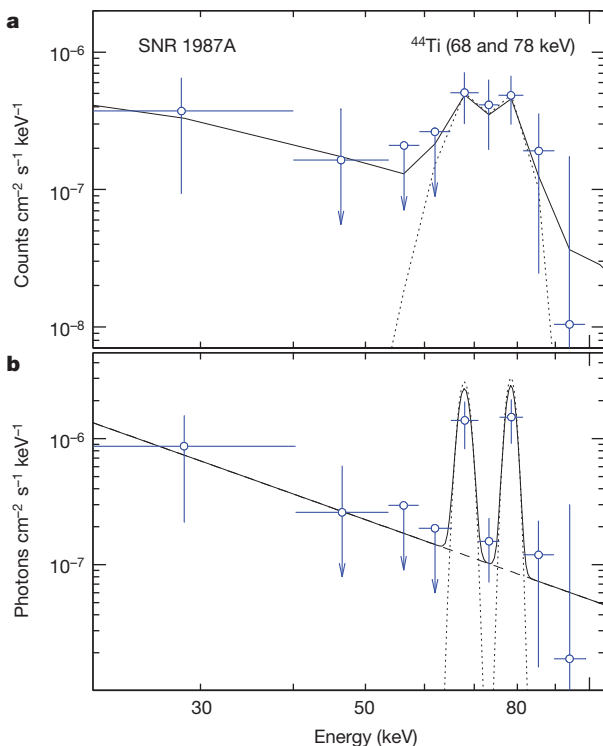 a
SNR 1987A
⁴⁴Ti (68 and 78 keV)
10⁻⁶
10⁻⁷
10⁻⁸
Counts cm⁻² s⁻¹ keV⁻¹
b
10⁻⁶
10⁻⁷
Photons cm⁻² s⁻¹ keV⁻¹
30
50
80
Energy (keV)